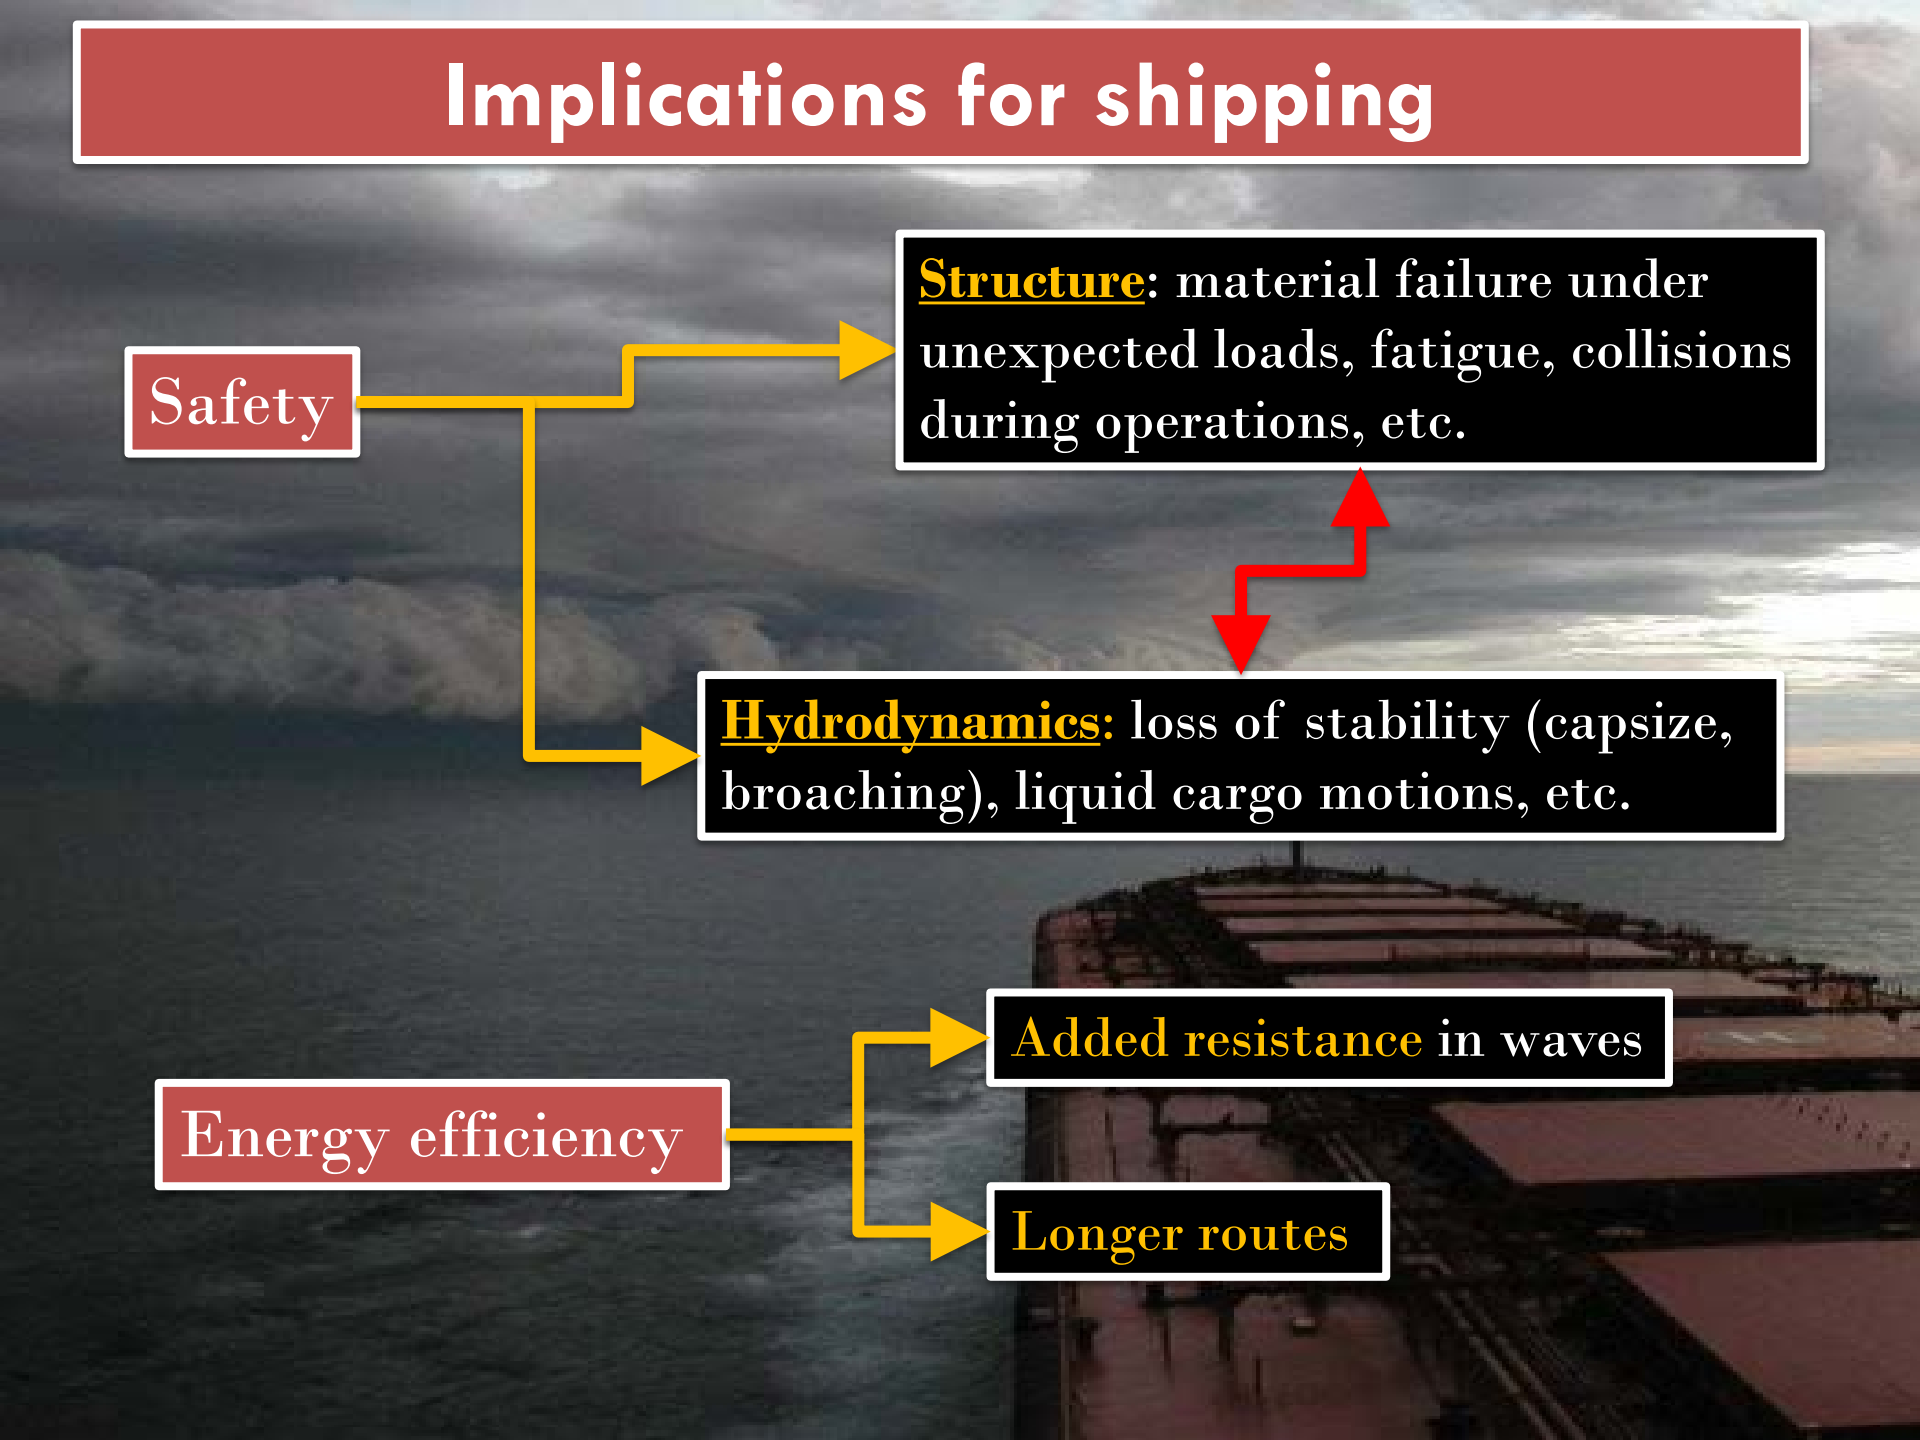 Implications for shipping
Safety
Structure: material failure under
unexpected loads, fatigue, collisions
during operations, etc.
Hydrodynamics: loss of stability (capsize,
broaching), liquid cargo motions, etc.
Energy efficiency
Added resistance in waves
Longer routes